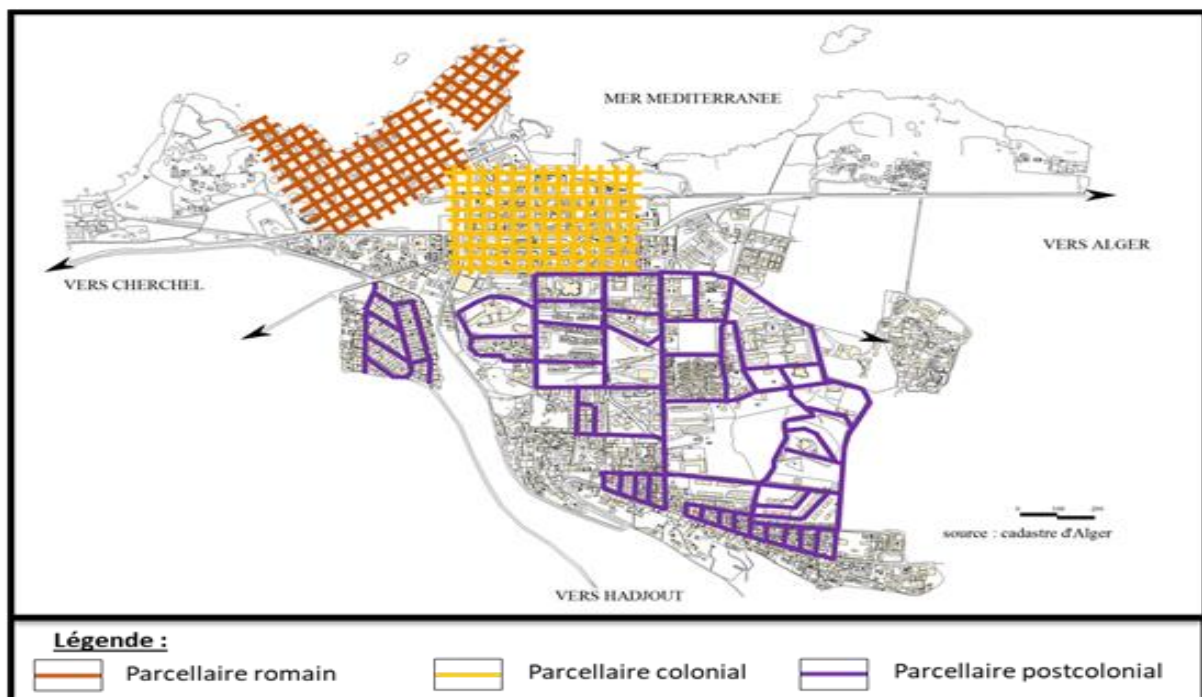 MER MEDITERRANEE
VERS ALGER
VERS CHERCHEL
source : cadastre d'Alger
VERS HADJOUT
Légende :
Parcellaire romain
Parcellaire colonial
Parcellaire postcolonial